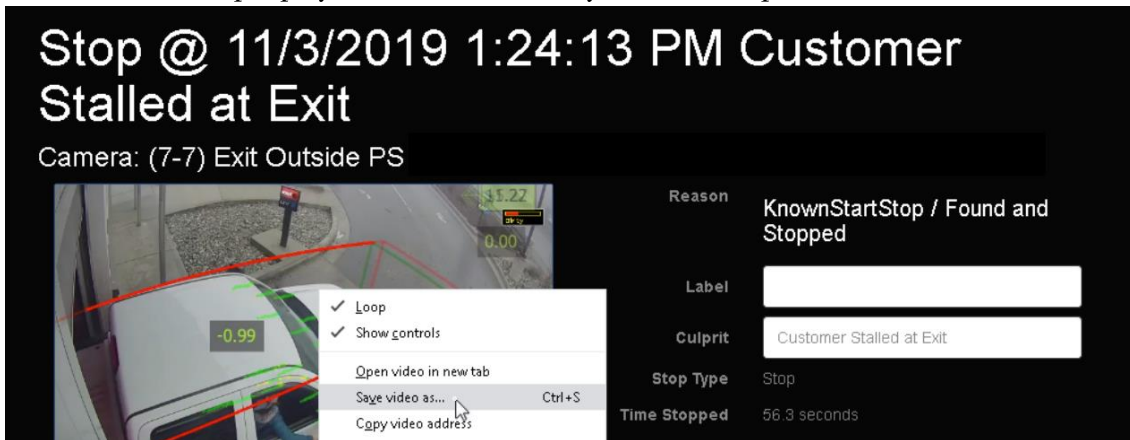 Stop @ 11/3/2019 1:24:13 PM Customer
Stalled at Exit
Camera: (7-7) Exit Outside PS
0.00
-0.99
Loop
Show controls
Open video in new tab
Save video as... Ctrl+S
Copy video address
Reason KnownStartStop / Found and
Stopped
Label
Culprit Customer Stalled at Exit
Stop Type Stop
Time Stopped 56.3 seconds